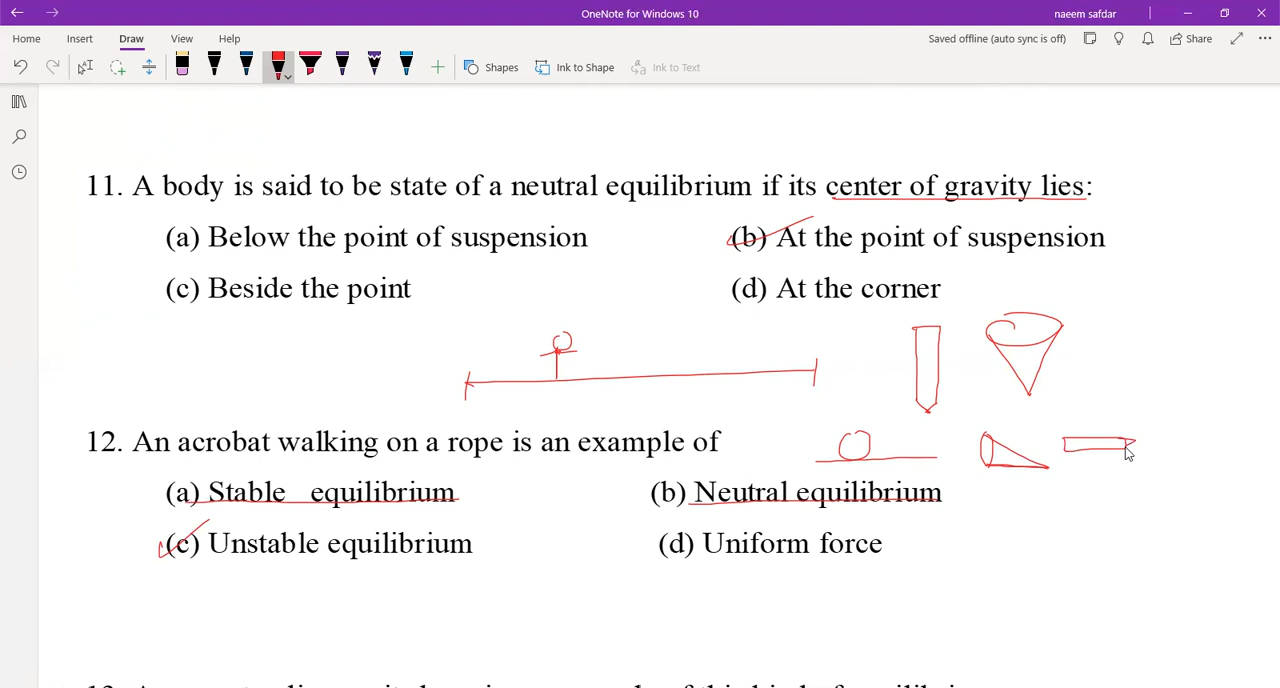 OneNote for Windows 10
naeem safdar
Home Insert Draw View Help
Saved offline (auto sync is off)
Share
Shapes
Ink to Shape
Ink to Text
11. A body is said to be state of a neutral equilibrium if its center of gravity lies:
(a) Below the point of suspension (b) At the point of suspension
(c) Beside the point (d) At the corner
12. An acrobat walking on a rope is an example of
(a) Stable equilibrium (b) Neutral equilibrium
(c) Unstable equilibrium (d) Uniform force